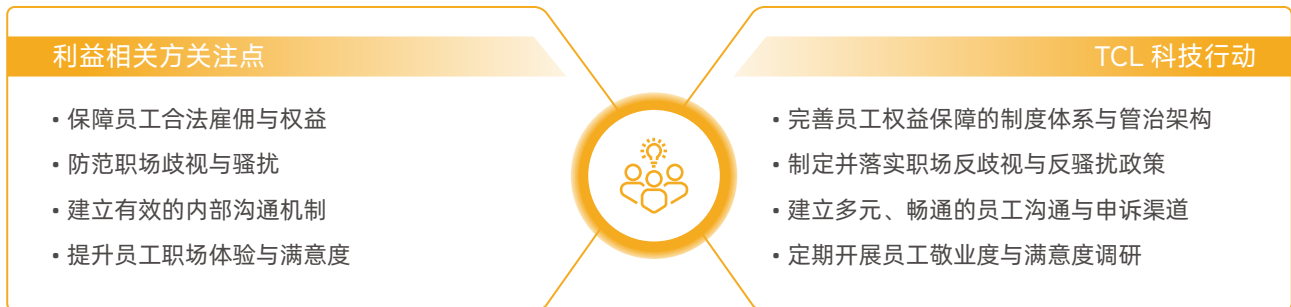 利益相关方关注点
• 保障员工合法雇佣与权益
• 防范职场歧视与骚扰
• 建立有效的内部沟通机制
• 提升员工职场体验与满意度
TCL 科技行动
• 完善员工权益保障的制度体系与管治架构
• 制定并落实职场反歧视与反骚扰政策
• 建立多元、畅通的员工沟通与申诉渠道
• 定期开展员工敬业度与满意度调研